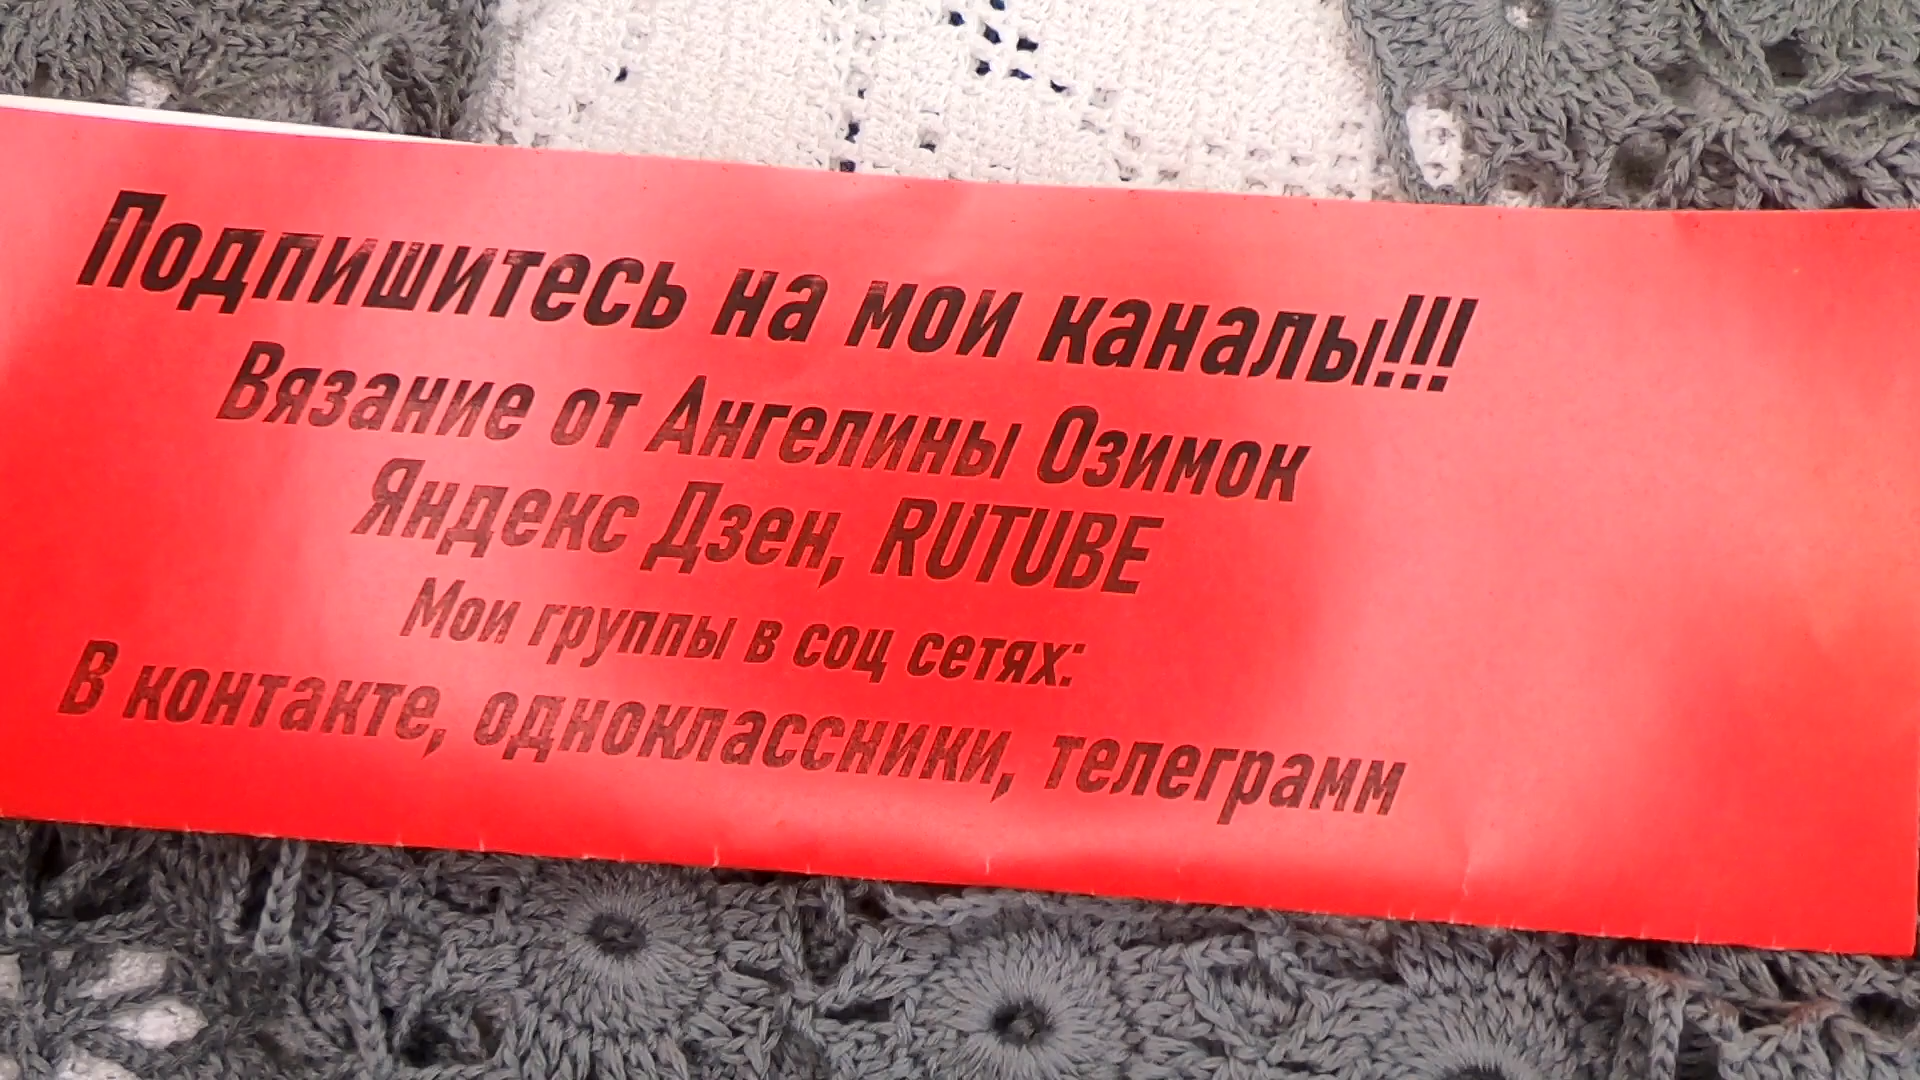 Подпишитесь на мои каналы!!!
Вязание от Ангелины Озимок
Яндекс Дзен, RUTUBE
Мои группы в соц сетях:
В контакте, одноклассники, телеграмм